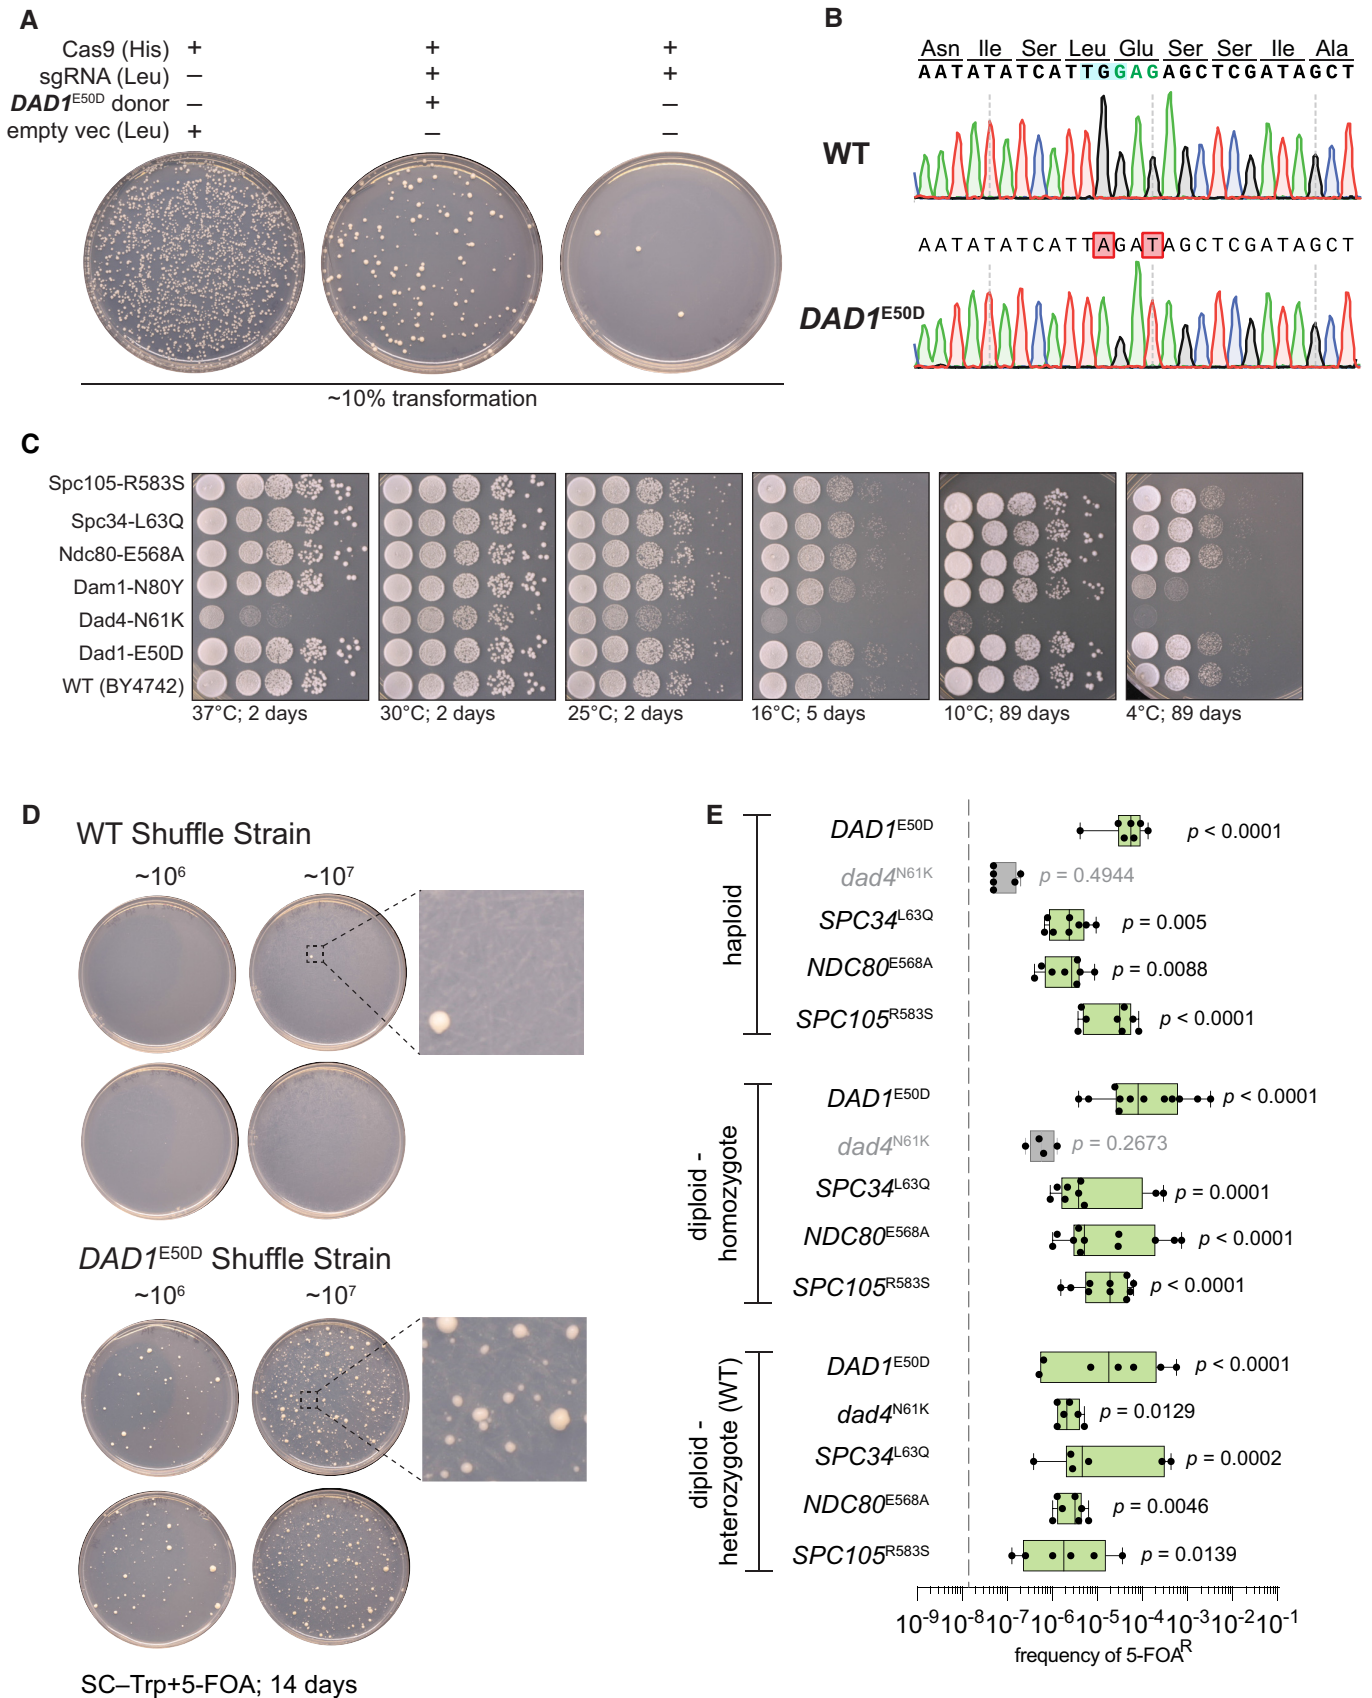 A
Cas9 (His) + + +
sgRNA (Leu) – + +
DAD1E50D donor – + –
empty vec (Leu) + – –
~10% transformation
B
Asn Ile Ser Leu Glu Ser Ser Ile Ala
AATATATCATTGGAGAGCTCGATAGCT
WT
AATATATCATTAGATAGCTCGATAGCT
DAD1E50D
C
Spc105-R583S
Spc34-L63Q
Ndc80-E568A
Dam1-N80Y
Dad4-N61K
Dad1-E50D
WT (BY4742)
37°C; 2 days 30°C; 2 days 25°C; 2 days 16°C; 5 days 10°C; 89 days 4°C; 89 days
D
WT Shuffle Strain
~10⁶ ~10⁷
DAD1E50D Shuffle Strain
~10⁶ ~10⁷
SC–Trp+5-FOA; 14 days
E
haploid
DAD1E50D p < 0.0001
dad4N61K p = 0.4944
SPC34L63Q p = 0.005
NDC80E568A p = 0.0088
SPC105R583S p < 0.0001
diploid -
homozygote
DAD1E50D p < 0.0001
dad4N61K p = 0.2673
SPC34L63Q p = 0.0001
NDC80E568A p < 0.0001
SPC105R583S p < 0.0001
diploid -
heterozygote (WT)
DAD1E50D p < 0.0001
dad4N61K p = 0.0129
SPC34L63Q p = 0.0002
NDC80E568A p = 0.0046
SPC105R583S p = 0.0139
10⁻⁹ 10⁻⁸ 10⁻⁷ 10⁻⁶ 10⁻⁵ 10⁻⁴ 10⁻³ 10⁻² 10⁻¹
frequency of 5-FOAR